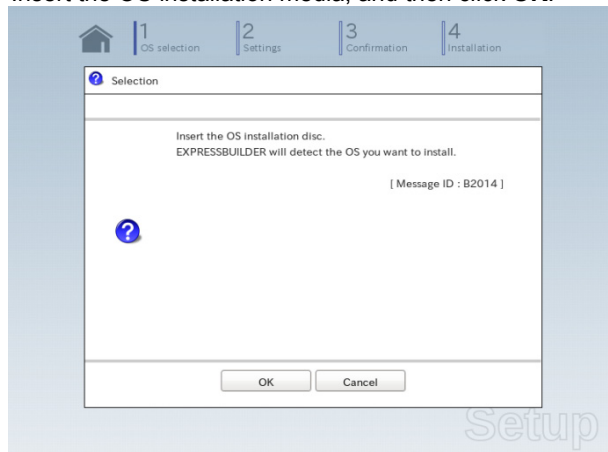 Insert the OS installation media, and then click OK.
1 2 3 4
OS selection Settings Confirmation Installation
Selection
Insert the OS installation disc.
EXPRESSBUILDER will detect the OS you want to install.
[ Message ID : B2014 ]
OK Cancel
Setup